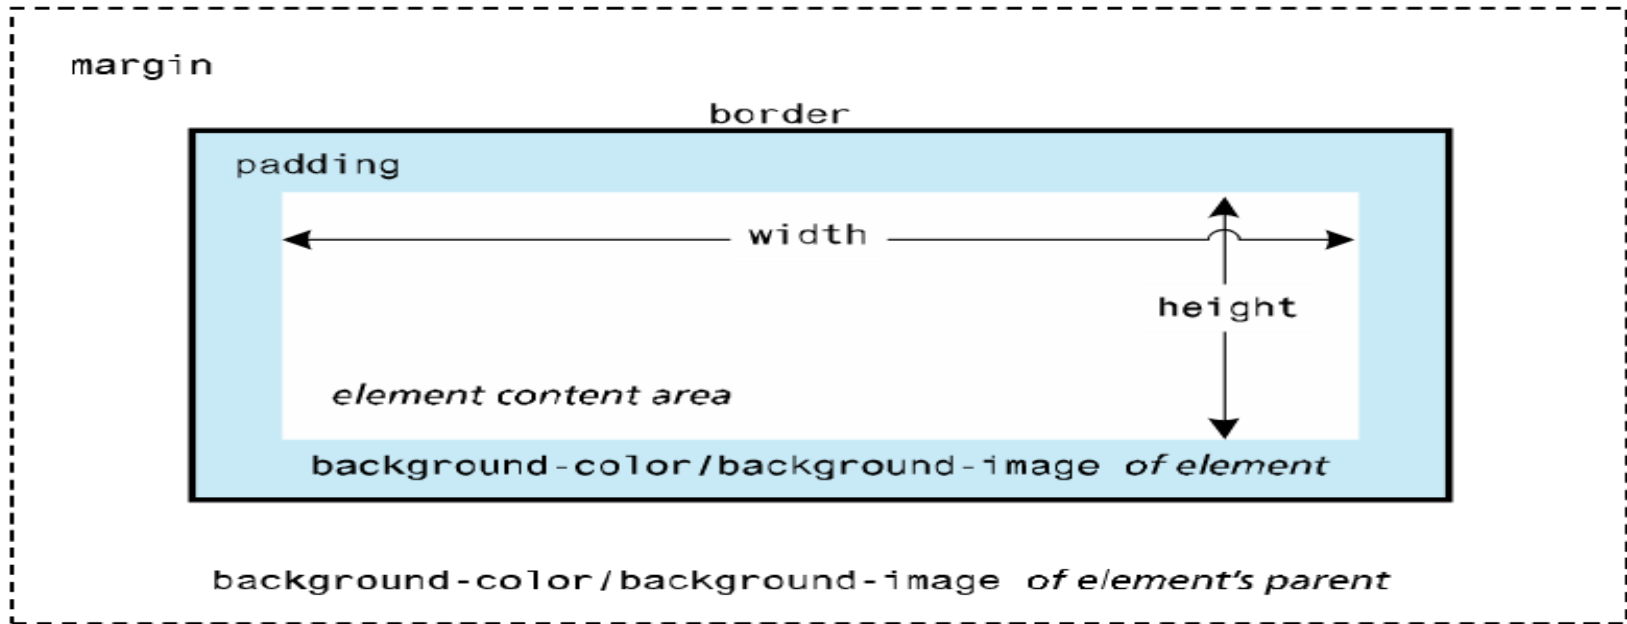 margin
border
padding
width
height
element content area
background-color/background-image of element
background-color/background-image of element's parent